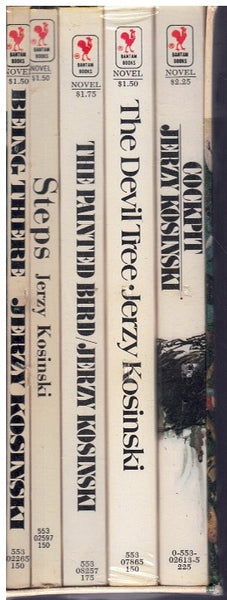 BANTAM
BOOKS
NOVEL
$1.50
BEING THERE JERZY KOSINSKI
553
02265
150
BANTAM
BOOKS
NOVEL
$1.50
Steps Jerzy Kosinski
553
02597
150
BANTAM
BOOKS
NOVEL
$1.75
THE PAINTED BIRD/JERZY KOSINSKI
553
08257
175
BANTAM
BOOKS
NOVEL
$1.50
The Devil Tree Jerzy Kosinski
553
07865
150
BANTAM
BOOKS
NOVEL
$2.25
COCKPIT
JERZY KOSINSKI
0-553-
02613-5
225